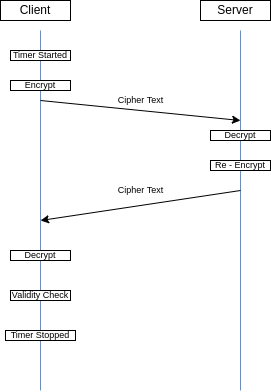 Client
Server
Timer Started
Encrypt
Cipher Text
Decrypt
Re - Encrypt
Cipher Text
Decrypt
Validity Check
Timer Stopped